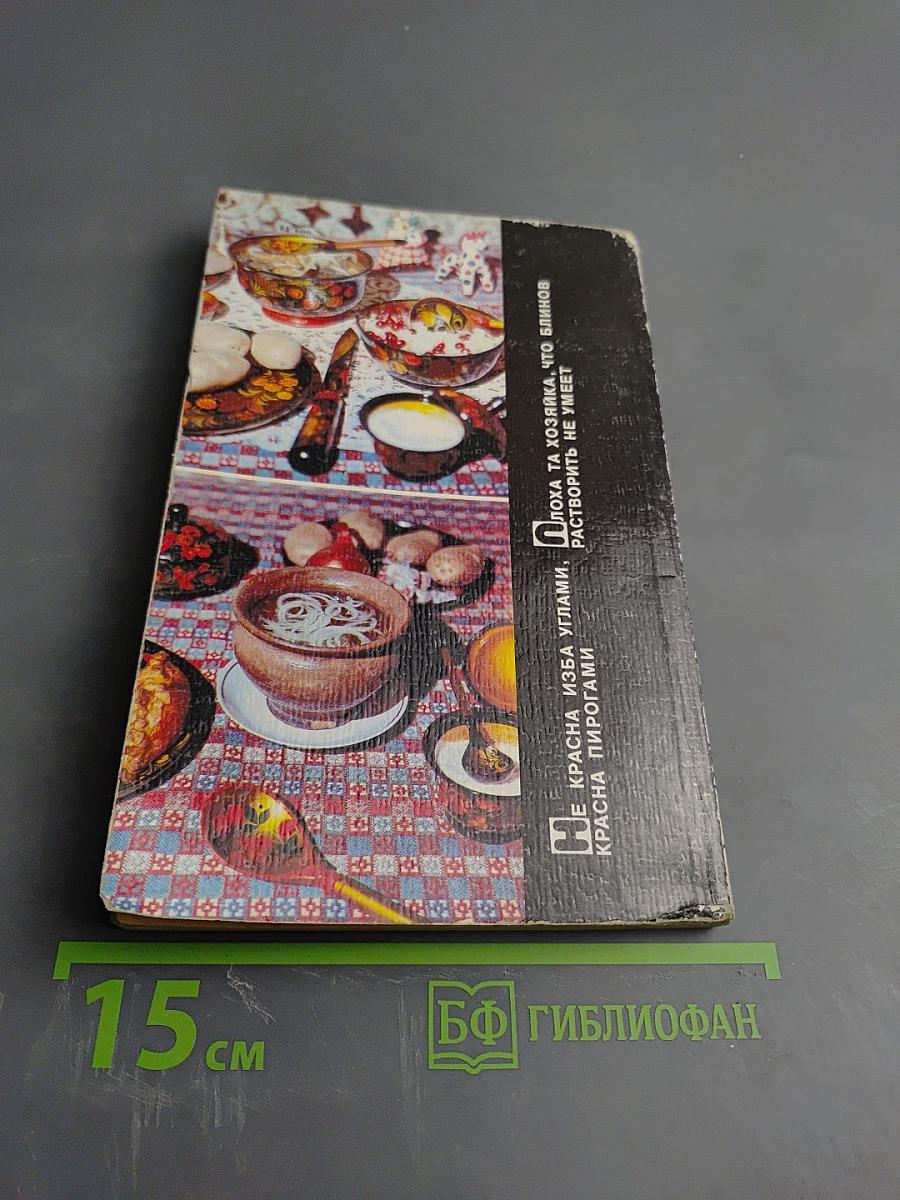 Не КРАСНА ИЗБА УГЛАМИ,
КРАСНА ПИРОГАМИ
Плоха ТА ХОЗЯЙКА, ЧТО БЛИНОВ
РАСТВОРИТЬ НЕ УМЕЕТ
15 см
БФ ГИБЛИОФАН